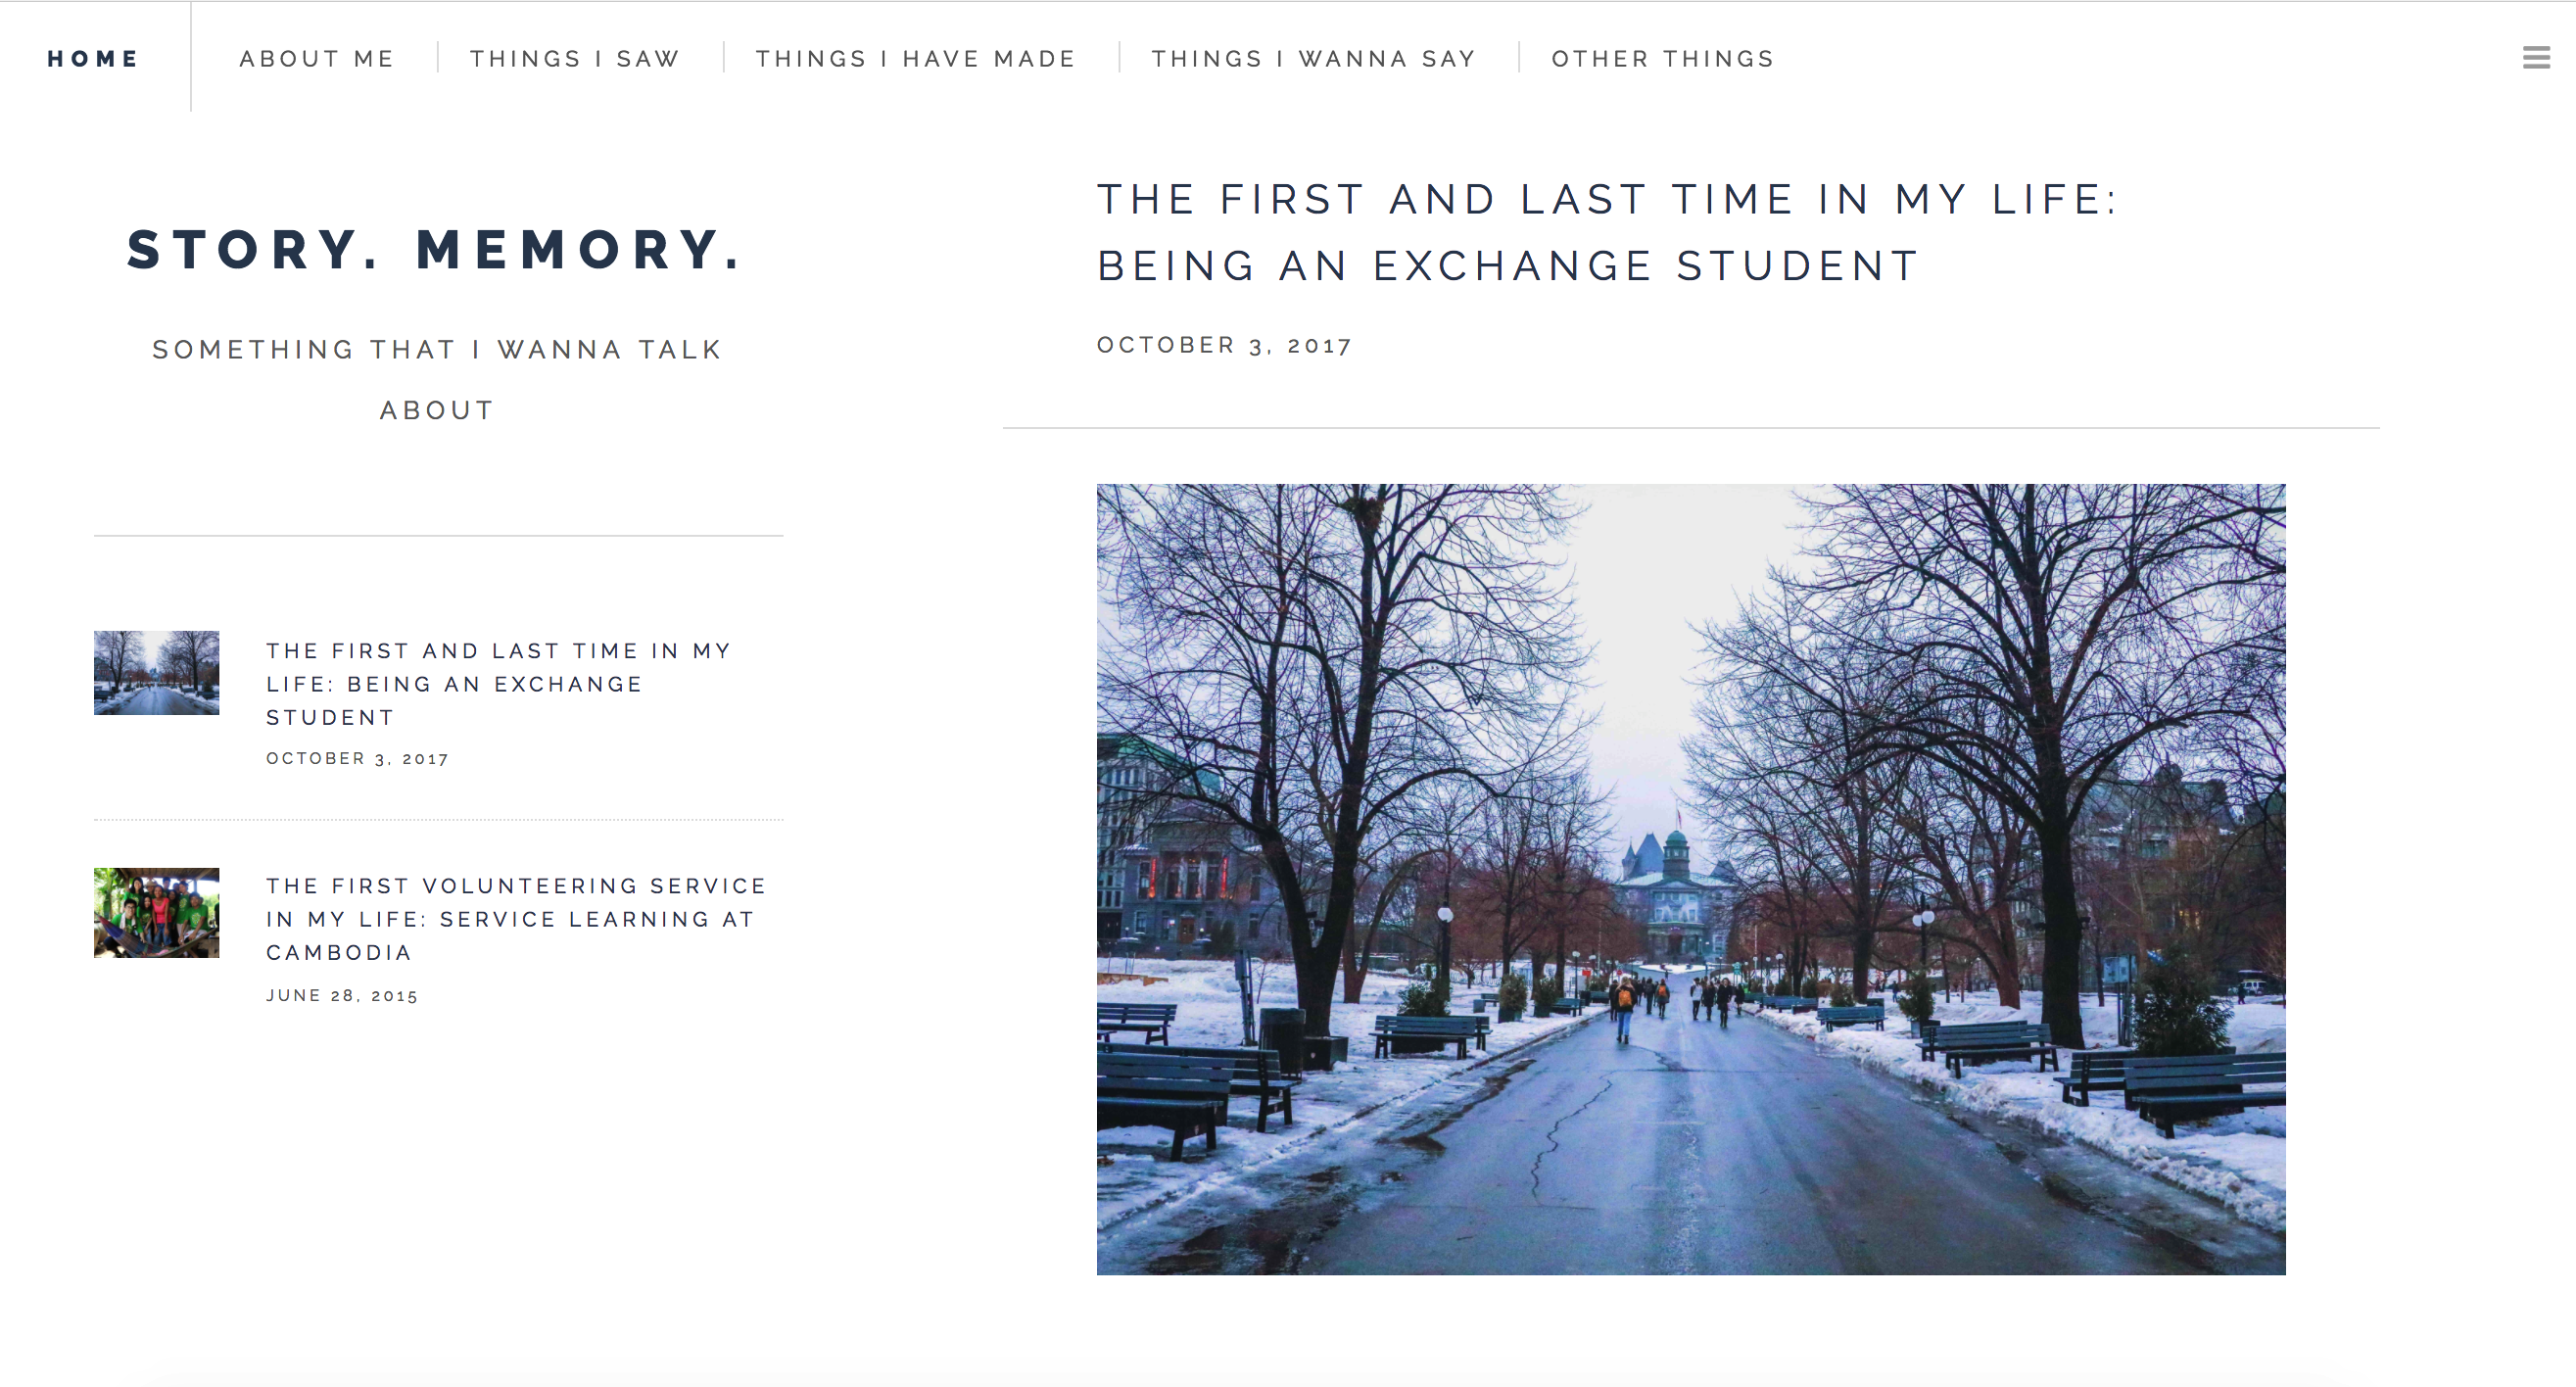 HOME
ABOUT ME
THINGS I SAW
THINGS I HAVE MADE
THINGS I WANNA SAY
OTHER THINGS
STORY. MEMORY.
SOMETHING THAT I WANNA TALK
ABOUT
THE FIRST AND LAST TIME IN MY
LIFE: BEING AN EXCHANGE
STUDENT
OCTOBER 3, 2017
THE FIRST VOLUNTEERING SERVICE
IN MY LIFE: SERVICE LEARNING AT
CAMBODIA
JUNE 28, 2015
THE FIRST AND LAST TIME IN MY LIFE:
BEING AN EXCHANGE STUDENT
OCTOBER 3, 2017